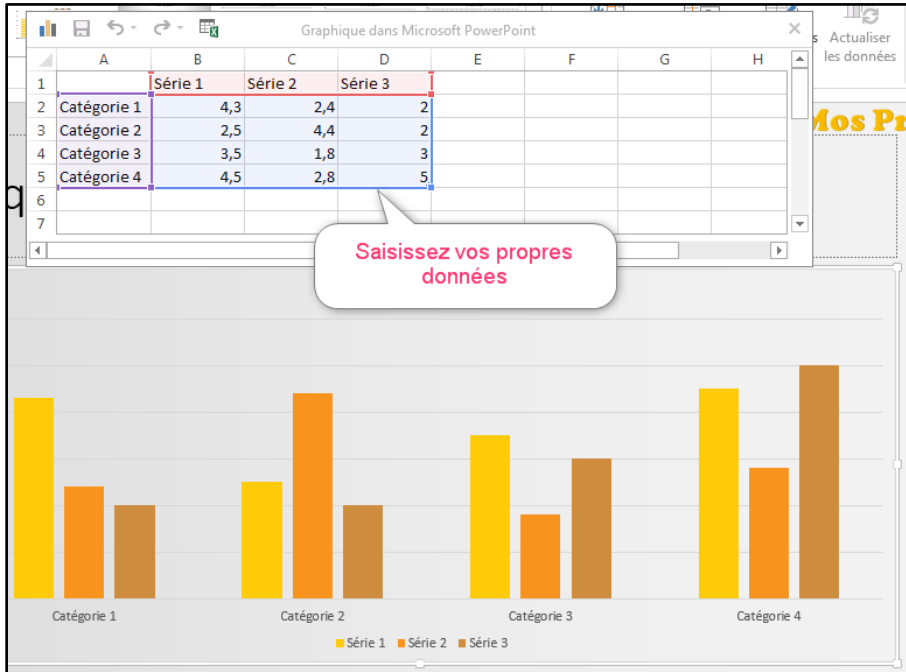 Graphique dans Microsoft PowerPoint
s Actualiser
les données
A B C D E F G H
1 Série 1 Série 2 Série 3
2 Catégorie 1 4,3 2,4 2
3 Catégorie 2 2,5 4,4 2
4 Catégorie 3 3,5 1,8 3
5 Catégorie 4 4,5 2,8 5
6
7
Mos Pr
q
Saisissez vos propres
données
Catégorie 1 Catégorie 2 Catégorie 3 Catégorie 4
Série 1 Série 2 Série 3